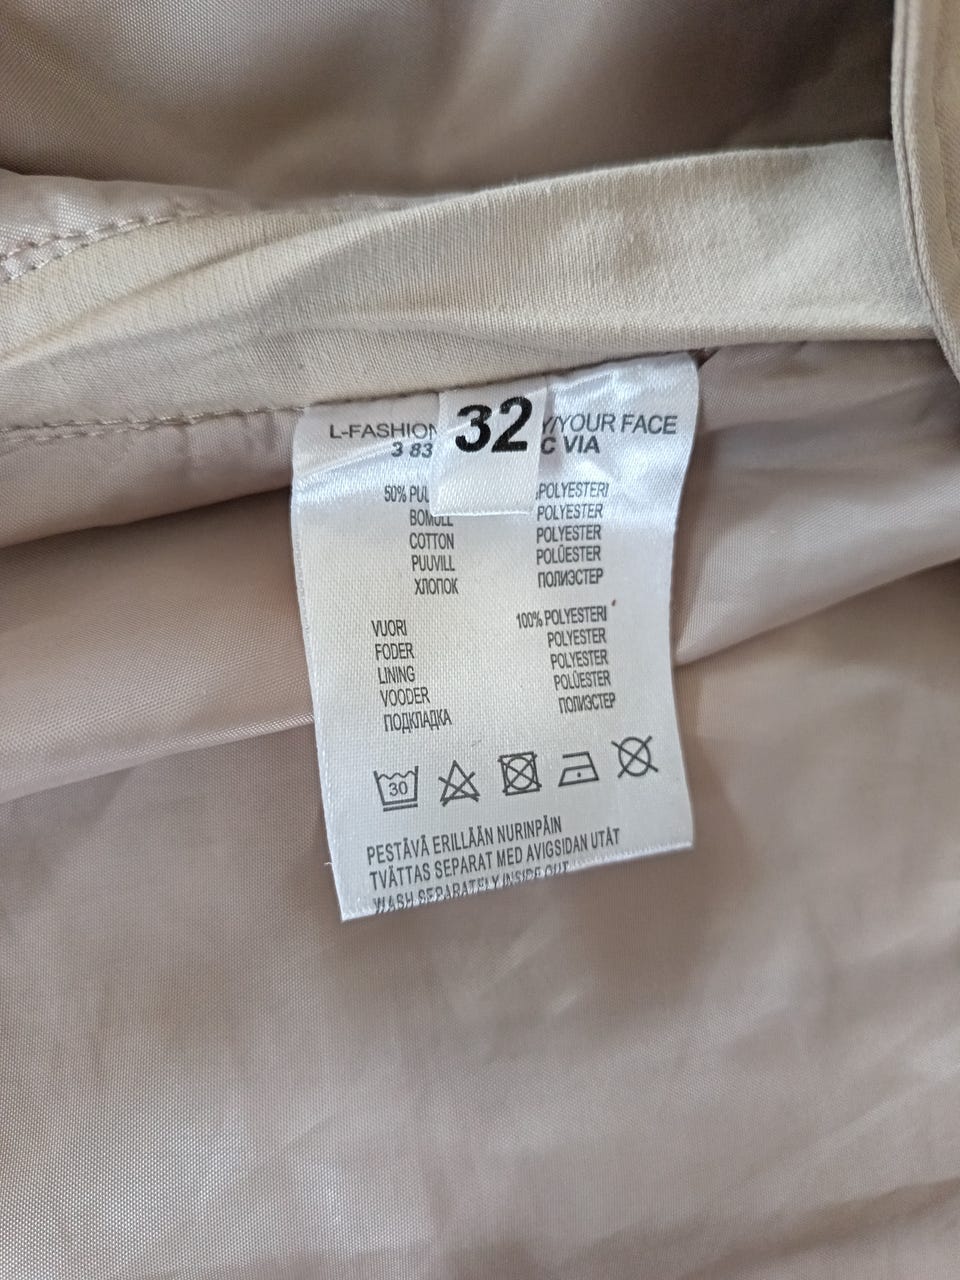 32
L-FASHION Y/YOUR FACE
3 83 C VIA
50% POLYESTERI
BOMULL POLYESTER
COTTON POLYESTER
PUUVILL POLÜESTER
ХЛОПОК ПОЛИЭСТЕР
VUORI 100% POLYESTERI
FODER POLYESTER
LINING POLYESTER
VOODER POLÜESTER
ПОДКЛАДКА ПОЛИЭСТЕР
30
PESTÄVÄ ERILLÄÄN NURINPÄIN
TVÄTTAS SEPARAT MED AVIGSIDAN UTÅT
WASH SEPARATELY INSIDE OUT